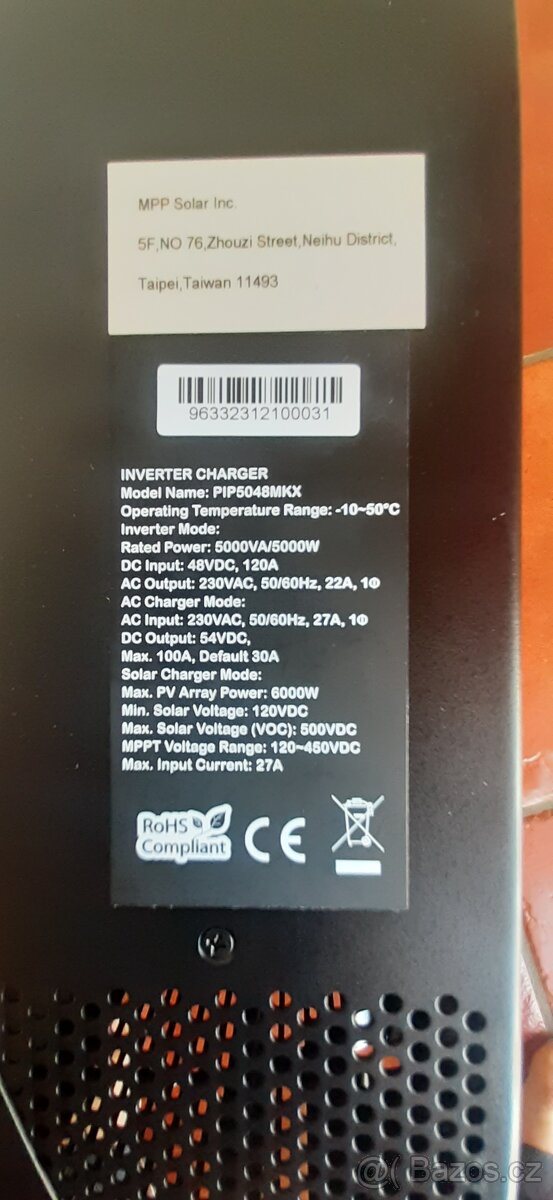 MPP Solar Inc.
5F,NO 76,Zhouzi Street,Neihu District,
Taipei,Taiwan 11493
96332312100031
INVERTER CHARGER
Model Name: PIP5048MKX
Operating Temperature Range: -10~50°C
Inverter Mode:
Rated Power: 5000VA/5000W
DC Input: 48VDC, 120A
AC Output: 230VAC, 50/60Hz, 22A, 1Φ
AC Charger Mode:
AC Input: 230VAC, 50/60Hz, 27A, 1Φ
DC Output: 54VDC,
Max. 100A, Default 30A
Solar Charger Mode:
Max. PV Array Power: 6000W
Min. Solar Voltage: 120VDC
Max. Solar Voltage (VOC): 500VDC
MPPT Voltage Range: 120~450VDC
Max. Input Current: 27A
RoHS
Compliant
CE
Bazos.cz